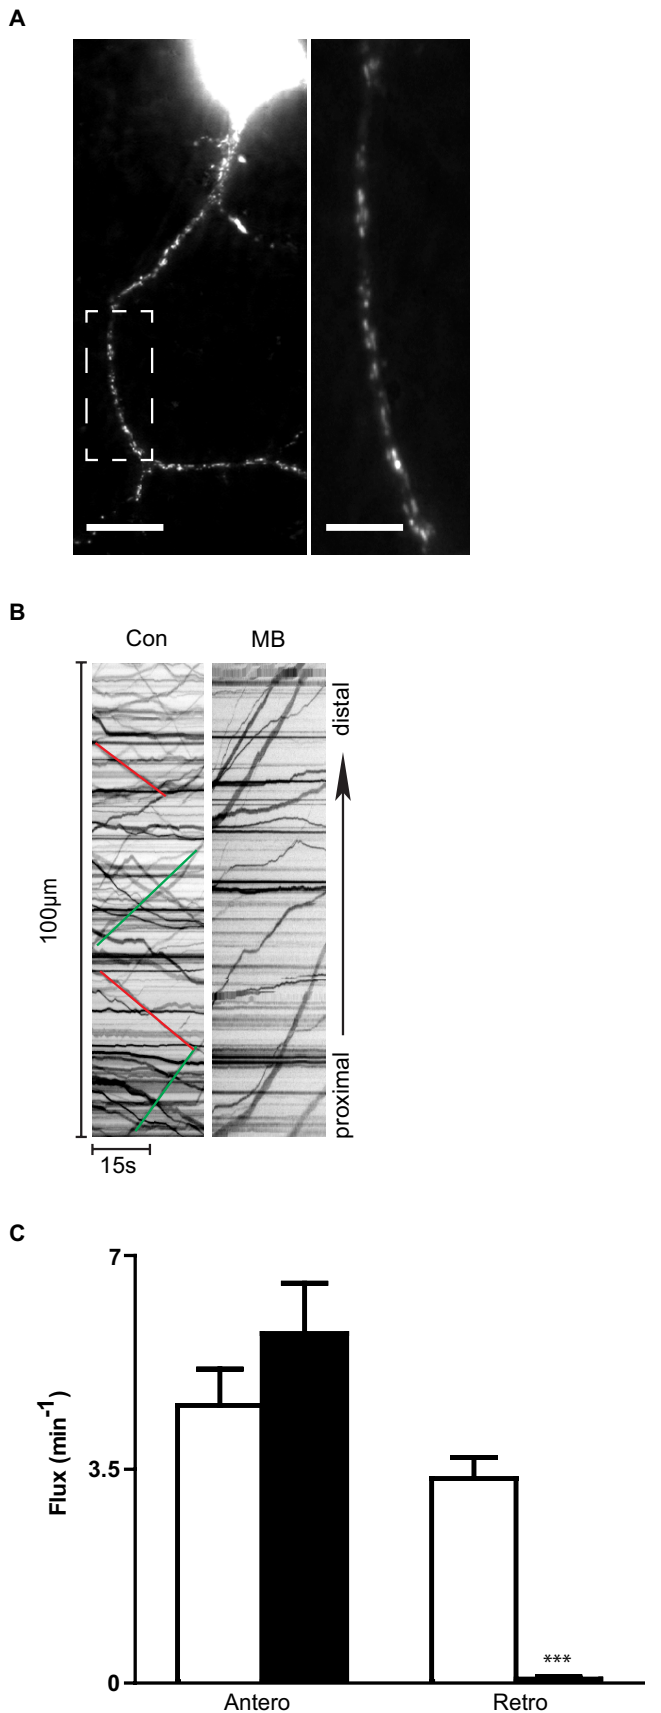 A
B
Con MB
100μm
distal
proximal
15s
C
7
3.5
0
Flux (min-1)
***
Antero Retro